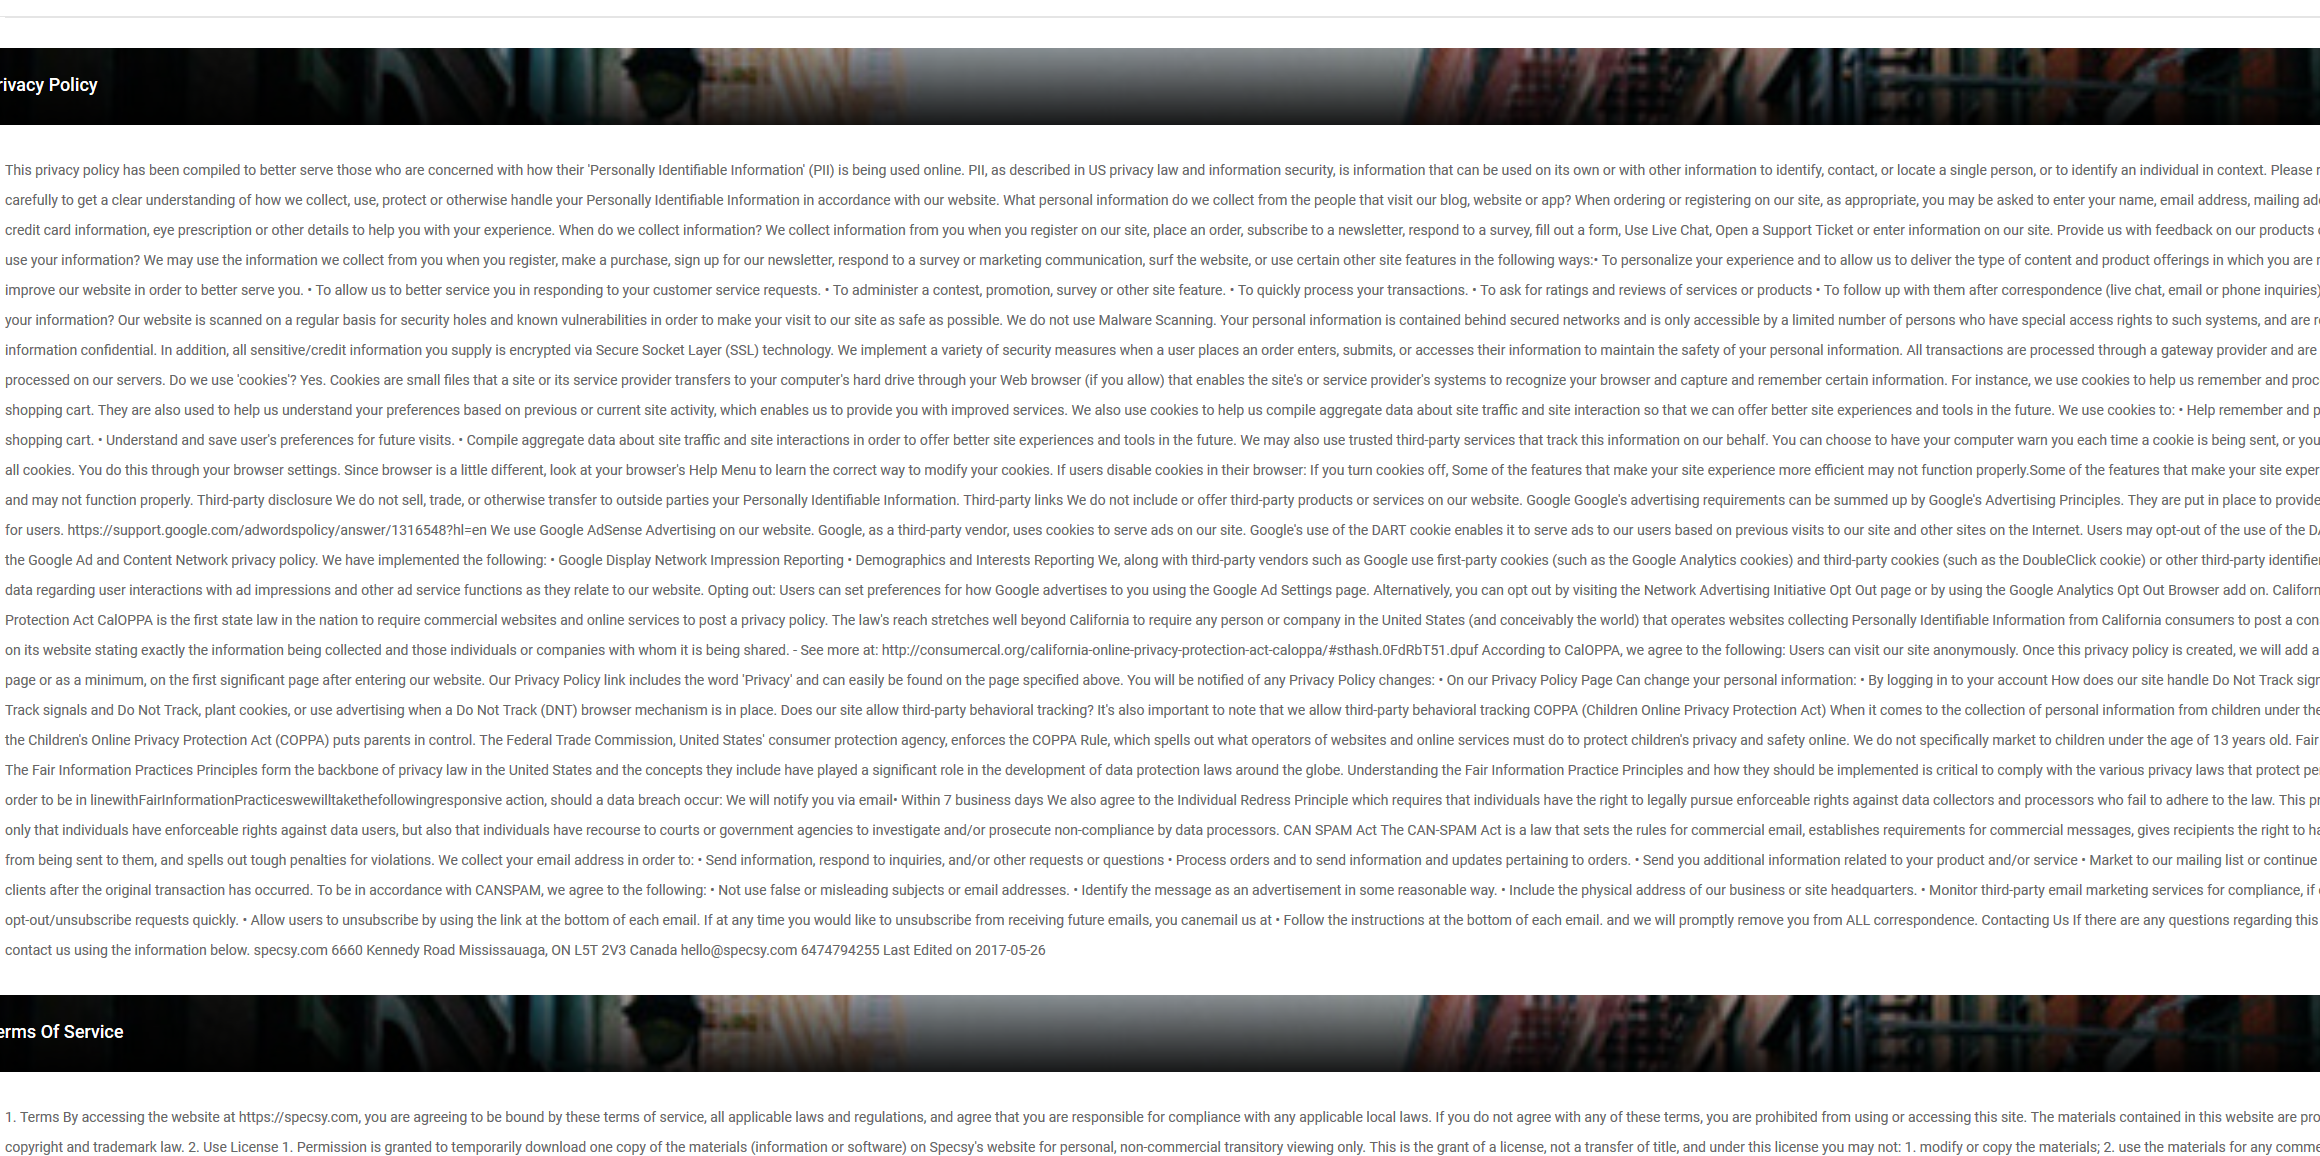 rivacy Policy
This privacy policy has been compiled to better serve those who are concerned with how their 'Personally Identifiable Information' (PII) is being used online. PII, as described in US privacy law and information security, is information that can be used on its own or with other information to identify, contact, or locate a single person, or to identify an individual in context. Please
carefully to get a clear understanding of how we collect, use, protect or otherwise handle your Personally Identifiable Information in accordance with our website. What personal information do we collect from the people that visit our blog, website or app? When ordering or registering on our site, as appropriate, you may be asked to enter your name, email address, mailing
credit card information, eye prescription or other details to help you with your experience. When do we collect information? We collect information from you when you register on our site, place an order, subscribe to a newsletter, respond to a survey, fill out a form, Use Live Chat, Open a Support Ticket or enter information on our site. Provide us with feedback on our products
use your information? We may use the information we collect from you when you register, make a purchase, sign up for our newsletter, respond to a survey or marketing communication, surf the website, or use certain other site features in the following ways:• To personalize your experience and to allow us to deliver the type of content and product offerings in which you are
improve our website in order to better serve you. • To allow us to better service you in responding to your customer service requests. • To administer a contest, promotion, survey or other site feature. • To quickly process your transactions. • To ask for ratings and reviews of services or products • To follow up with them after correspondence (live chat, email or phone inquiries)
your information? Our website is scanned on a regular basis for security holes and known vulnerabilities in order to make your visit to our site as safe as possible. We do not use Malware Scanning. Your personal information is contained behind secured networks and is only accessible by a limited number of persons who have special access rights to such systems, and are
information confidential. In addition, all sensitive/credit information you supply is encrypted via Secure Socket Layer (SSL) technology. We implement a variety of security measures when a user places an order enters, submits, or accesses their information to maintain the safety of your personal information. All transactions are processed through a gateway provider and are
processed on our servers. Do we use 'cookies'? Yes. Cookies are small files that a site or its service provider transfers to your computer's hard drive through your Web browser (if you allow) that enables the site's or service provider's systems to recognize your browser and capture and remember certain information. For instance, we use cookies to help us remember and proc
shopping cart. They are also used to help us understand your preferences based on previous or current site activity, which enables us to provide you with improved services. We also use cookies to help us compile aggregate data about site traffic and site interaction so that we can offer better site experiences and tools in the future. We use cookies to: • Help remember and
shopping cart. • Understand and save user's preferences for future visits. • Compile aggregate data about site traffic and site interactions in order to offer better site experiences and tools in the future. We may also use trusted third-party services that track this information on our behalf. You can choose to have your computer warn you each time a cookie is being sent, or you
all cookies. You do this through your browser settings. Since browser is a little different, look at your browser's Help Menu to learn the correct way to modify your cookies. If users disable cookies in their browser: If you turn cookies off, Some of the features that make your site experience more efficient may not function properly.Some of the features that make your site exper
and may not function properly. Third-party disclosure We do not sell, trade, or otherwise transfer to outside parties your Personally Identifiable Information. Third-party links We do not include or offer third-party products or services on our website. Google Google's advertising requirements can be summed up by Google's Advertising Principles. They are put in place to provide
for users. https://support.google.com/adwordspolicy/answer/1316548?hl=en We use Google AdSense Advertising on our website. Google, as a third-party vendor, uses cookies to serve ads on our site. Google's use of the DART cookie enables it to serve ads to our users based on previous visits to our site and other sites on the Internet. Users may opt-out of the use of the
the Google Ad and Content Network privacy policy. We have implemented the following: • Google Display Network Impression Reporting • Demographics and Interests Reporting We, along with third-party vendors such as Google use first-party cookies (such as the Google Analytics cookies) and third-party cookies (such as the DoubleClick cookie) or other third-party identifier
data regarding user interactions with ad impressions and other ad service functions as they relate to our website. Opting out: Users can set preferences for how Google advertises to you using the Google Ad Settings page. Alternatively, you can opt out by visiting the Network Advertising Initiative Opt Out page or by using the Google Analytics Opt Out Browser add on. Californ
Protection Act CalOPPA is the first state law in the nation to require commercial websites and online services to post a privacy policy. The law's reach stretches well beyond California to require any person or company in the United States (and conceivably the world) that operates websites collecting Personally Identifiable Information from California consumers to post a con
on its website stating exactly the information being collected and those individuals or companies with whom it is being shared. - See more at: http://consumercal.org/california-online-privacy-protection-act-caloppa/#sthash.0FdRbT51.dpuf According to CalOPPA, we agree to the following: Users can visit our site anonymously. Once this privacy policy is created, we will add a
page or as a minimum, on the first significant page after entering our website. Our Privacy Policy link includes the word 'Privacy' and can easily be found on the page specified above. You will be notified of any Privacy Policy changes: • On our Privacy Policy Page Can change your personal information: • By logging in to your account How does our site handle Do Not Track sign
Track signals and Do Not Track, plant cookies, or use advertising when a Do Not Track (DNT) browser mechanism is in place. Does our site allow third-party behavioral tracking? It's also important to note that we allow third-party behavioral tracking COPPA (Children Online Privacy Protection Act) When it comes to the collection of personal information from children under the
the Children's Online Privacy Protection Act (COPPA) puts parents in control. The Federal Trade Commission, United States' consumer protection agency, enforces the COPPA Rule, which spells out what operators of websites and online services must do to protect children's privacy and safety online. We do not specifically market to children under the age of 13 years old. Fair
The Fair Information Practices Principles form the backbone of privacy law in the United States and the concepts they include have played a significant role in the development of data protection laws around the globe. Understanding the Fair Information Practice Principles and how they should be implemented is critical to comply with the various privacy laws that protect
order to be in linewithFairInformationPracticeswewilltakethefollowingresponsive action, should a data breach occur: We will notify you via email• Within 7 business days We also agree to the Individual Redress Principle which requires that individuals have the right to legally pursue enforceable rights against data collectors and processors who fail to adhere to the law. This
only that individuals have enforceable rights against data users, but also that individuals have recourse to courts or government agencies to investigate and/or prosecute non-compliance by data processors. CAN SPAM Act The CAN-SPAM Act is a law that sets the rules for commercial email, establishes requirements for commercial messages, gives recipients the right to
from being sent to them, and spells out tough penalties for violations. We collect your email address in order to: • Send information, respond to inquiries, and/or other requests or questions • Process orders and to send information and updates pertaining to orders. • Send you additional information related to your product and/or service • Market to our mailing list or continue
clients after the original transaction has occurred. To be in accordance with CANSPAM, we agree to the following: • Not use false or misleading subjects or email addresses. • Identify the message as an advertisement in some reasonable way. • Include the physical address of our business or site headquarters. • Monitor third-party email marketing services for compliance, if
opt-out/unsubscribe requests quickly. • Allow users to unsubscribe by using the link at the bottom of each email. If at any time you would like to unsubscribe from receiving future emails, you canemail us at • Follow the instructions at the bottom of each email. and we will promptly remove you from ALL correspondence. Contacting Us If there are any questions regarding this
contact us using the information below. specsy.com 6660 Kennedy Road Mississauaga, ON L5T 2V3 Canada hello@specsy.com 6474794255 Last Edited on 2017-05-26
erms Of Service
1. Terms By accessing the website at https://specsy.com, you are agreeing to be bound by these terms of service, all applicable laws and regulations, and agree that you are responsible for compliance with any applicable local laws. If you do not agree with any of these terms, you are prohibited from using or accessing this site. The materials contained in this website are pro
copyright and trademark law. 2. Use License 1. Permission is granted to temporarily download one copy of the materials (information or software) on Specsy's website for personal, non-commercial transitory viewing only. This is the grant of a license, not a transfer of title, and under this license you may not: 1. modify or copy the materials; 2. use the materials for any comme